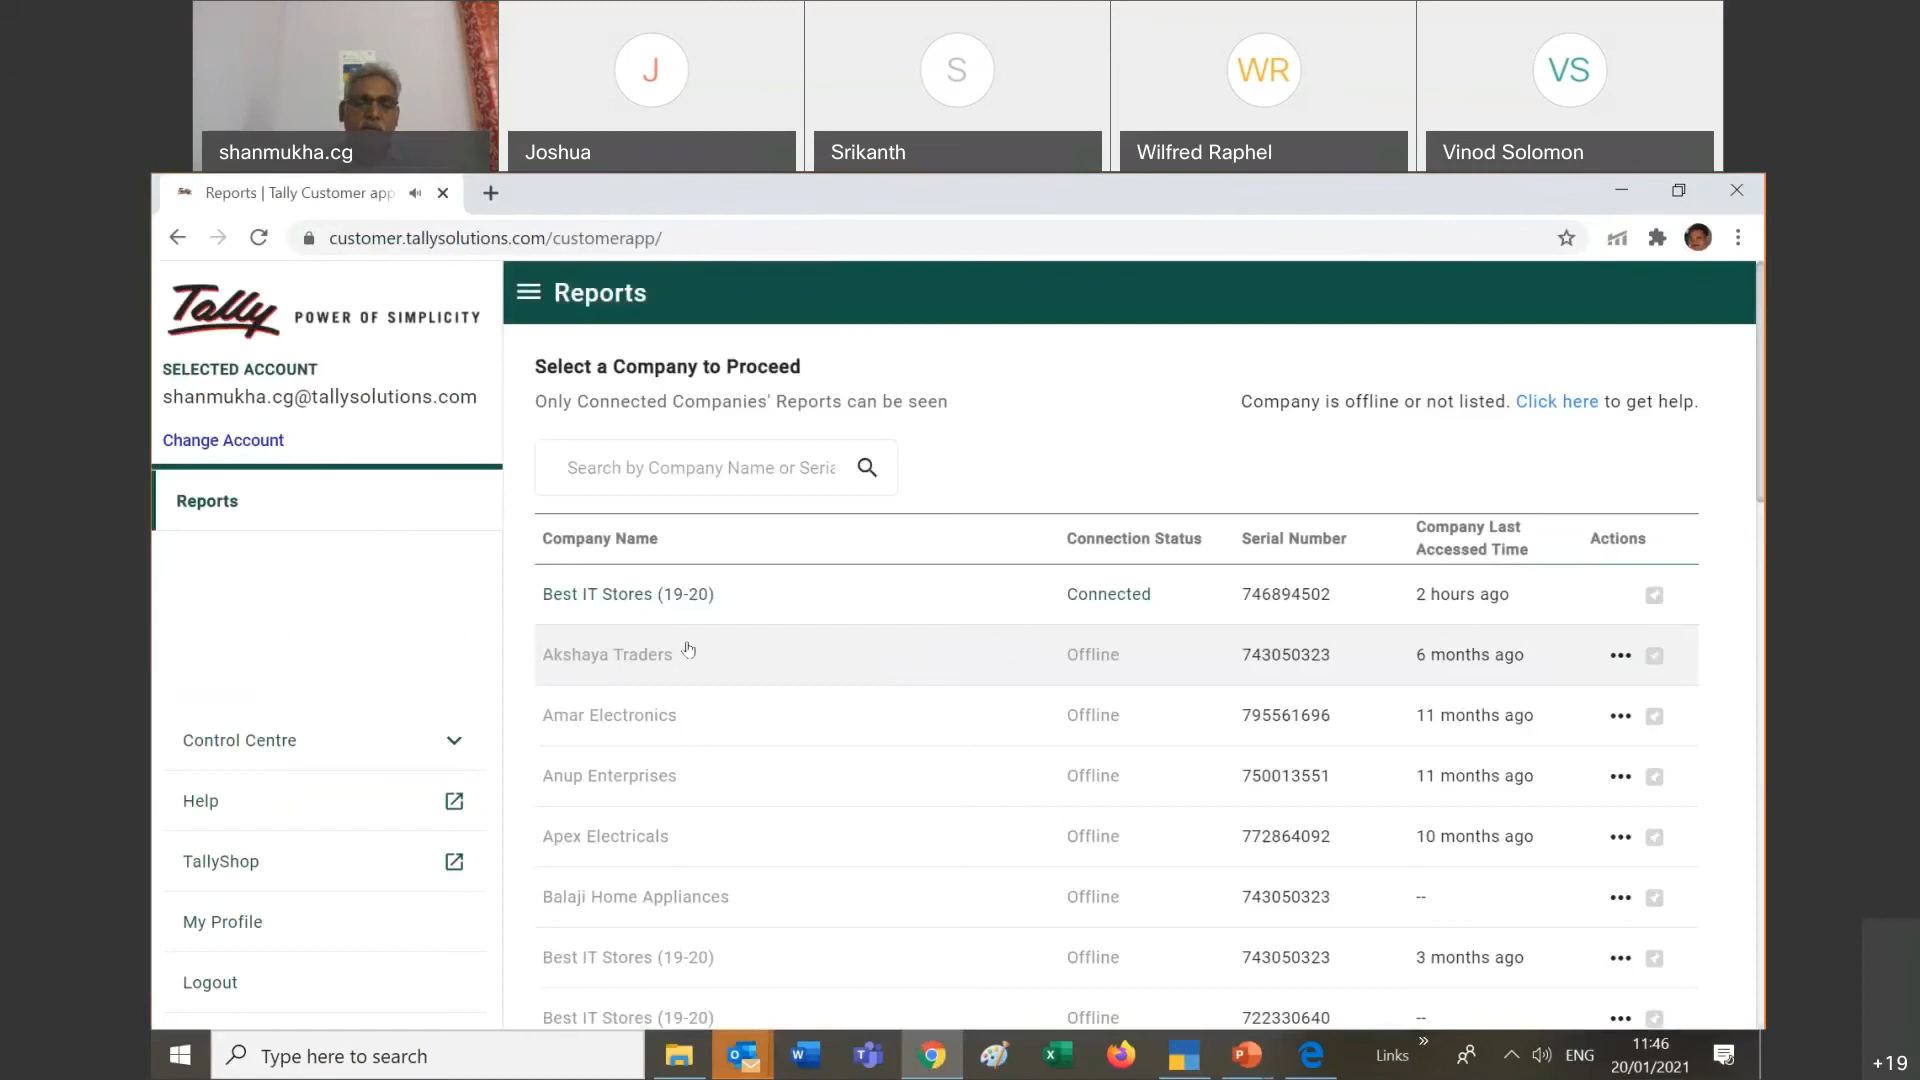 J
S
WR
VS
shanmukha.cg
Joshua
Srikanth
Wilfred Raphel
Vinod Solomon
Reports | Tally Customer app
customer.tallysolutions.com/customerapp/
Tally POWER OF SIMPLICITY
SELECTED ACCOUNT
shanmukha.cg@tallysolutions.com
Change Account
Reports
Control Centre
Help
TallyShop
My Profile
Logout
Reports
Select a Company to Proceed
Only Connected Companies' Reports can be seen
Company is offline or not listed. Click here to get help.
Search by Company Name or Seria
Company Name Connection Status Serial Number Company Last Accessed Time Actions
Best IT Stores (19-20) Connected 746894502 2 hours ago
Akshaya Traders Offline 743050323 6 months ago •••
Amar Electronics Offline 795561696 11 months ago •••
Anup Enterprises Offline 750013551 11 months ago •••
Apex Electricals Offline 772864092 10 months ago •••
Balaji Home Appliances Offline 743050323 -- •••
Best IT Stores (19-20) Offline 743050323 3 months ago •••
Best IT Stores (19-20) Offline 722330640 -- •••
Type here to search
Links
ENG
11:46
20/01/2021
+19